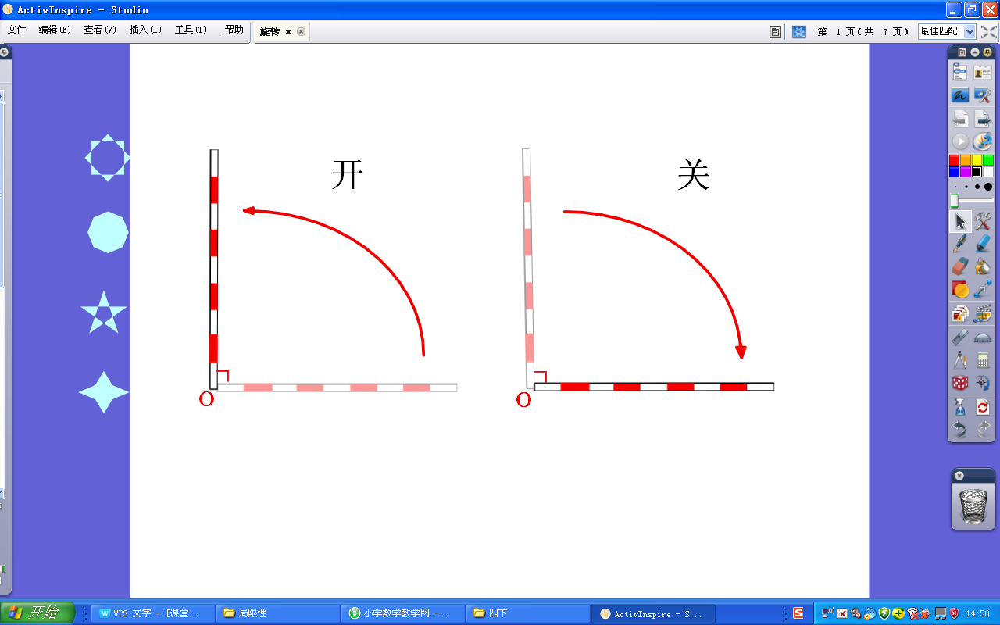 ActivInspire - Studio
文件 编辑(E) 查看(V) 插入(I) 工具(T) 帮助
旋转 *
第 1 页(共 7 页) 最佳匹配
开 关
O O
开始 WPS 文字 - [课堂... 局限性 小学数学教学网 -... 四下 ActivInspire - S... 14:58